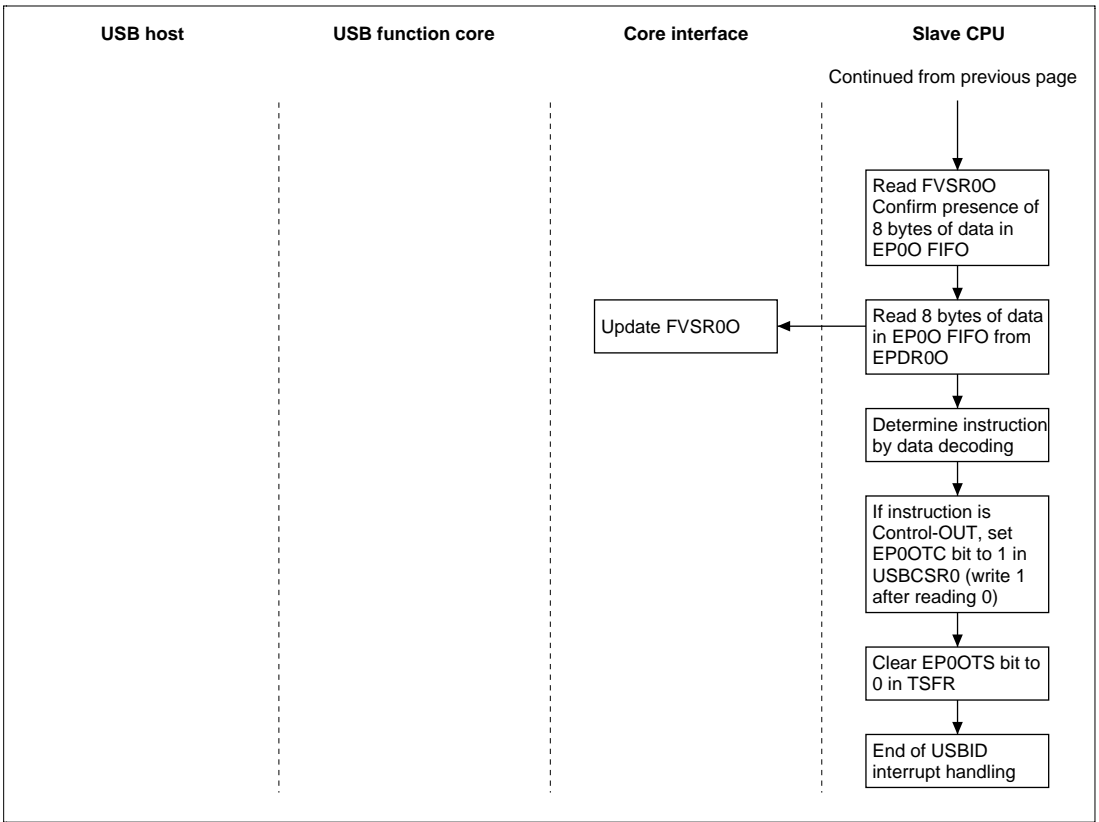 USB host
USB function core
Core interface
Slave CPU
Continued from previous page
Read FVSR0O
Confirm presence of
8 bytes of data in
EP0O FIFO
Update FVSR0O
Read 8 bytes of data
in EP0O FIFO from
EPDR0O
Determine instruction
by data decoding
If instruction is
Control-OUT, set
EP0OTC bit to 1 in
USBCSR0 (write 1
after reading 0)
Clear EP0OTS bit to
0 in TSFR
End of USBID
interrupt handling